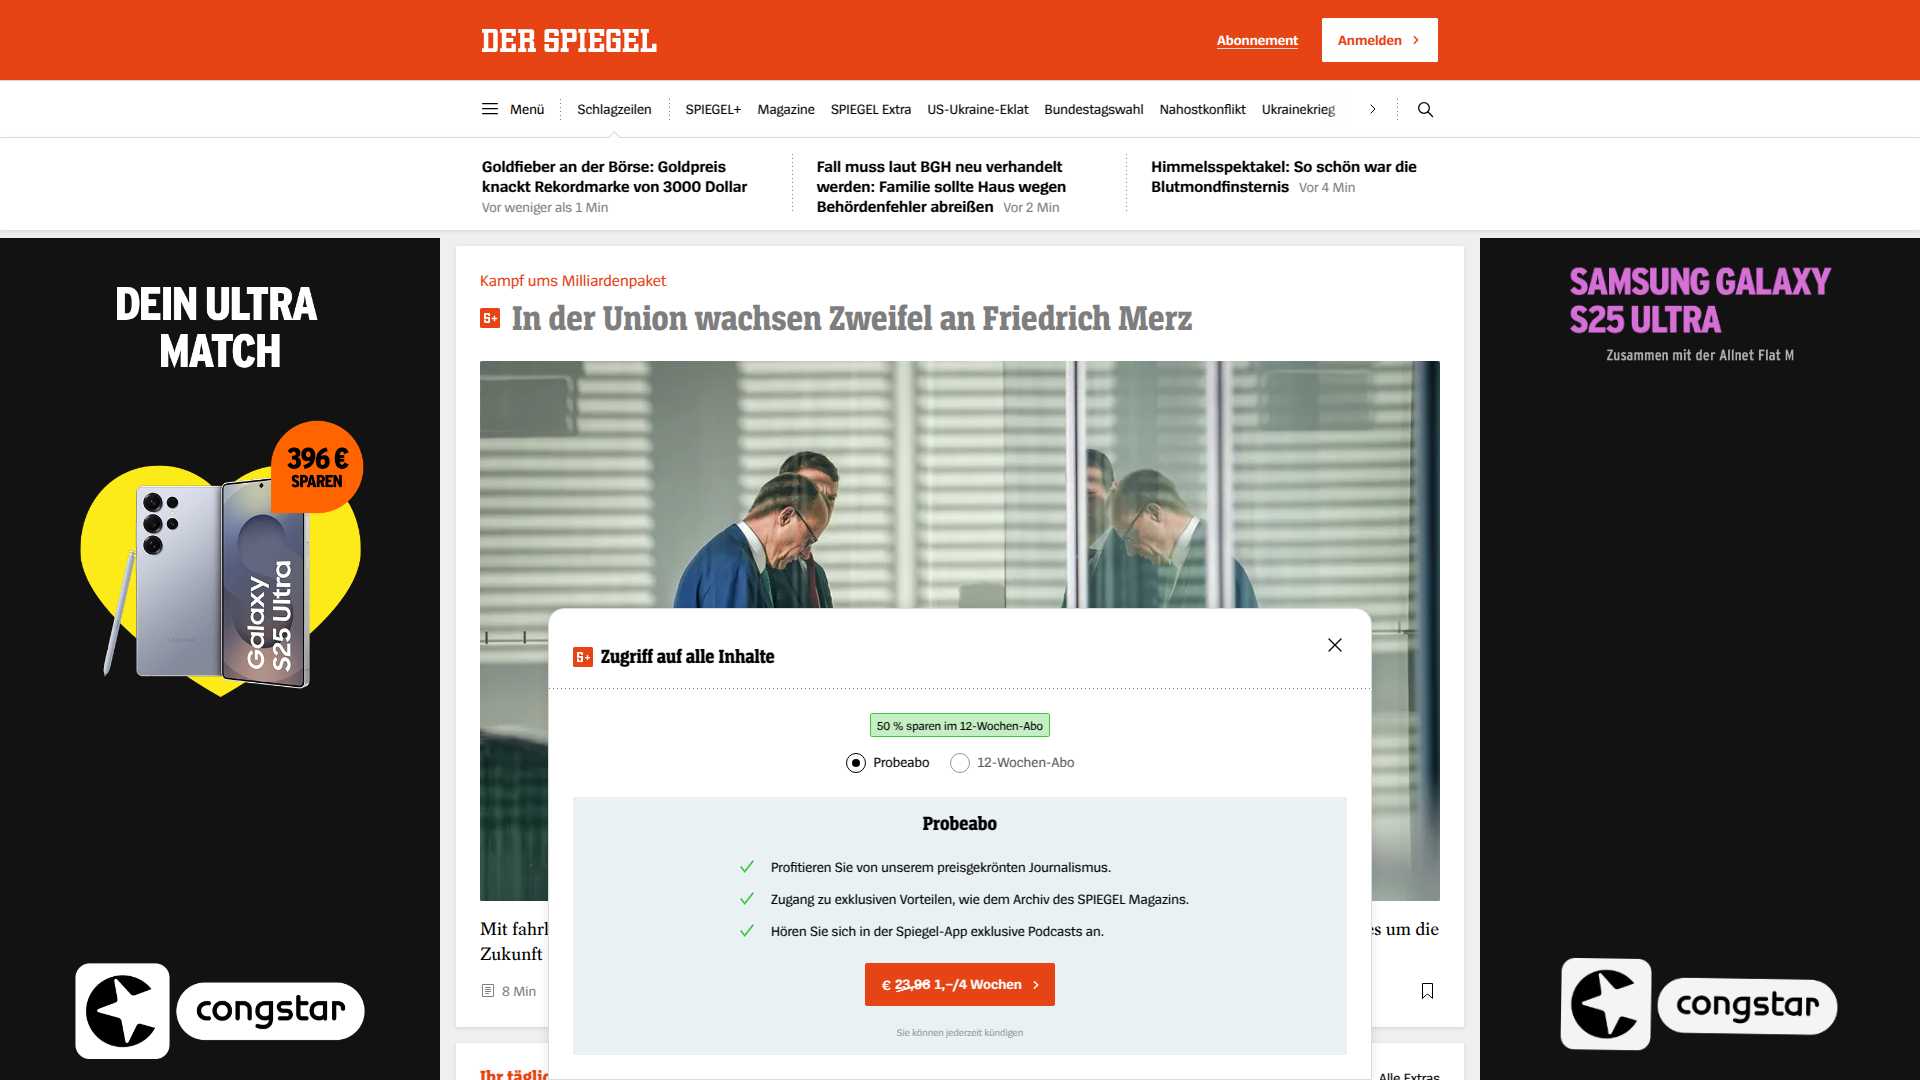 DER SPIEGEL
Abonnement
Anmelden
Menü
Schlagzeilen
SPIEGEL+
Magazine
SPIEGEL Extra
US-Ukraine-Eklat
Bundestagswahl
Nahostkonflikt
Ukrainekrieg
Goldfieber an der Börse: Goldpreis
knackt Rekordmarke von 3000 Dollar
Vor weniger als 1 Min
Fall muss laut BGH neu verhandelt
werden: Familie sollte Haus wegen
Behördenfehler abreißen Vor 2 Min
Himmelsspektakel: So schön war die
Blutmondfinsternis Vor 4 Min
DEIN ULTRA
MATCH
396 €
SPAREN
Galaxy
S25 Ultra
congstar
Kampf ums Milliardenpaket
S+ In der Union wachsen Zweifel an Friedrich Merz
S+ Zugriff auf alle Inhalte
50 % sparen im 12-Wochen-Abo
Probeabo
12-Wochen-Abo
Probeabo
Profitieren Sie von unserem preisgekrönten Journalismus.
Zugang zu exklusiven Vorteilen, wie dem Archiv des SPIEGEL Magazins.
Hören Sie sich in der Spiegel-App exklusive Podcasts an.
€ 23,96 1,–/4 Wochen
Sie können jederzeit kündigen
Mit fahrl
es um die
Zukunft
8 Min
Ihr täglic
Alle Extras
SAMSUNG GALAXY
S25 ULTRA
Zusammen mit der Allnet Flat M
congstar